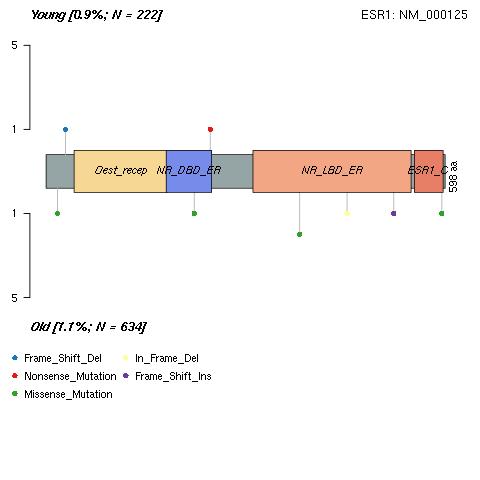 Young [0.9%; N = 222]
ESR1: NM_000125
5
1
Oest_recep
NR_DBD_ER
NR_LBD_ER
ESR1_C
598 aa
1
5
Old [1.1%; N = 634]
Frame_Shift_Del
In_Frame_Del
Nonsense_Mutation
Frame_Shift_Ins
Missense_Mutation